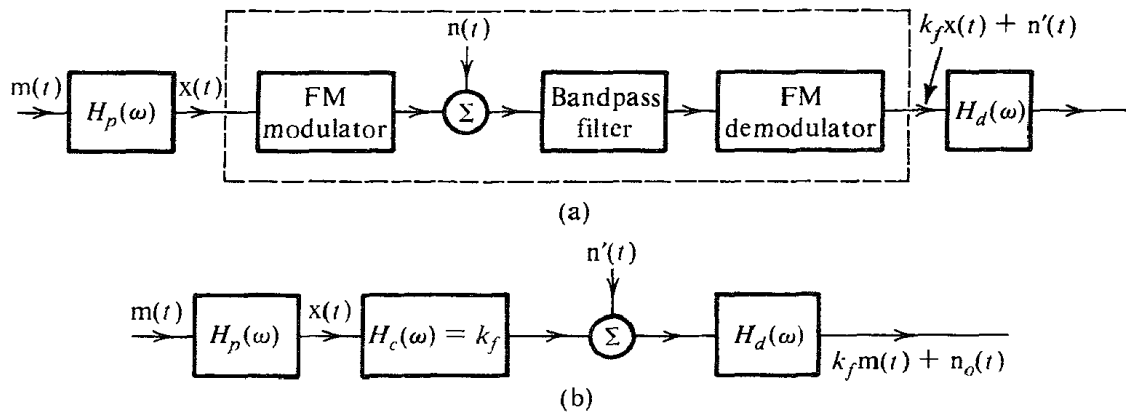 n(t)
k_f x(t) + n'(t)
m(t)
H_p(ω)
x(t)
FM modulator
Σ
Bandpass filter
FM demodulator
H_d(ω)
(a)
n'(t)
m(t)
H_p(ω)
x(t)
H_c(ω) = k_f
Σ
H_d(ω)
k_f m(t) + n_o(t)
(b)